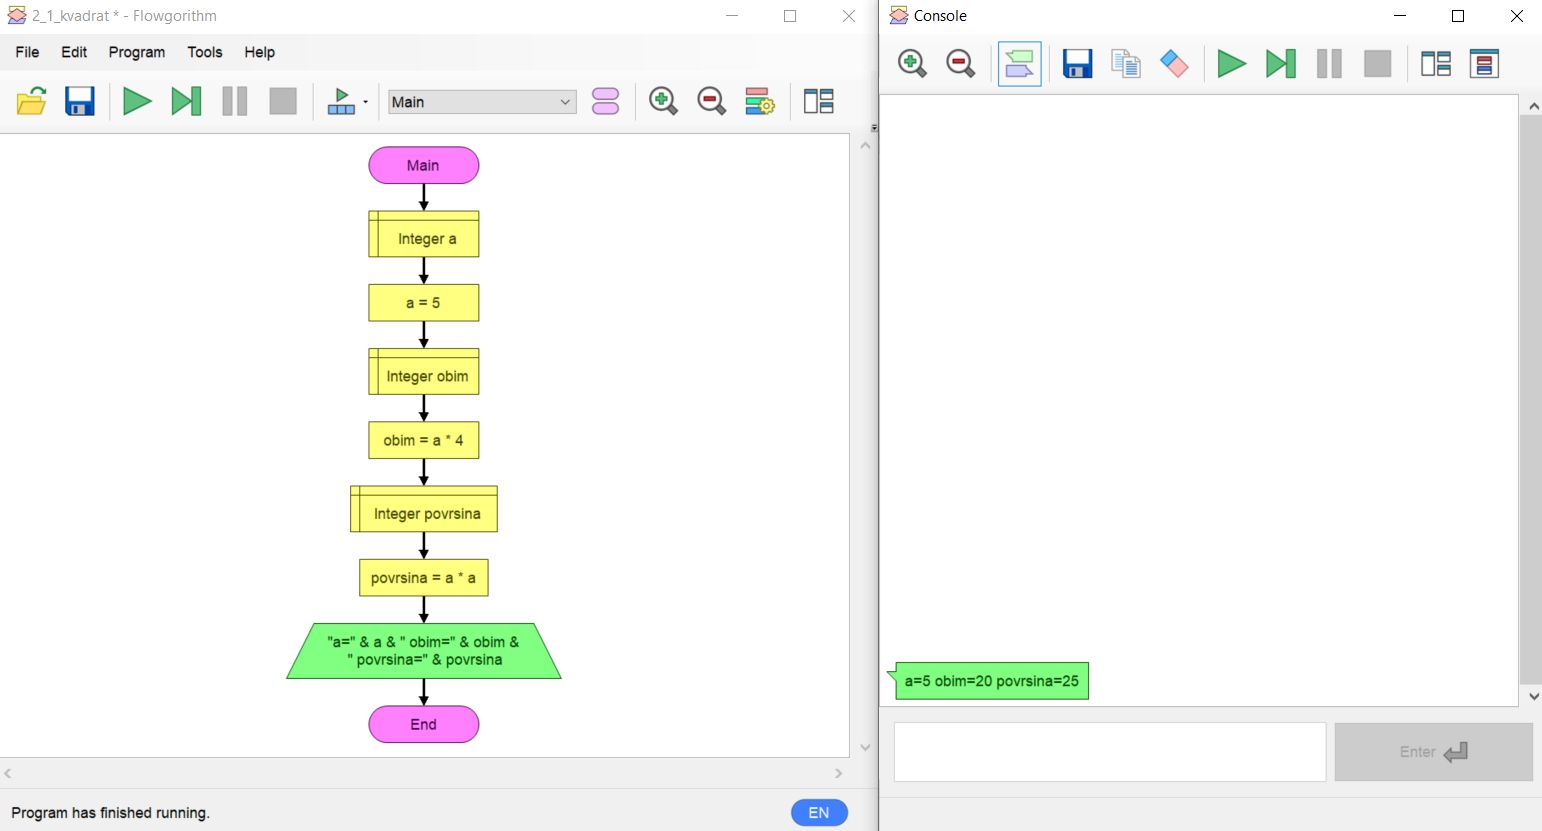 2_1_kvadrat * - Flowgorithm
File Edit Program Tools Help
Main
Main
Integer a
a = 5
Integer obim
obim = a * 4
Integer povrsina
povrsina = a * a
"a=" & a & " obim=" & obim &
" povrsina=" & povrsina
End
Program has finished running.
EN
Console
a=5 obim=20 povrsina=25
Enter